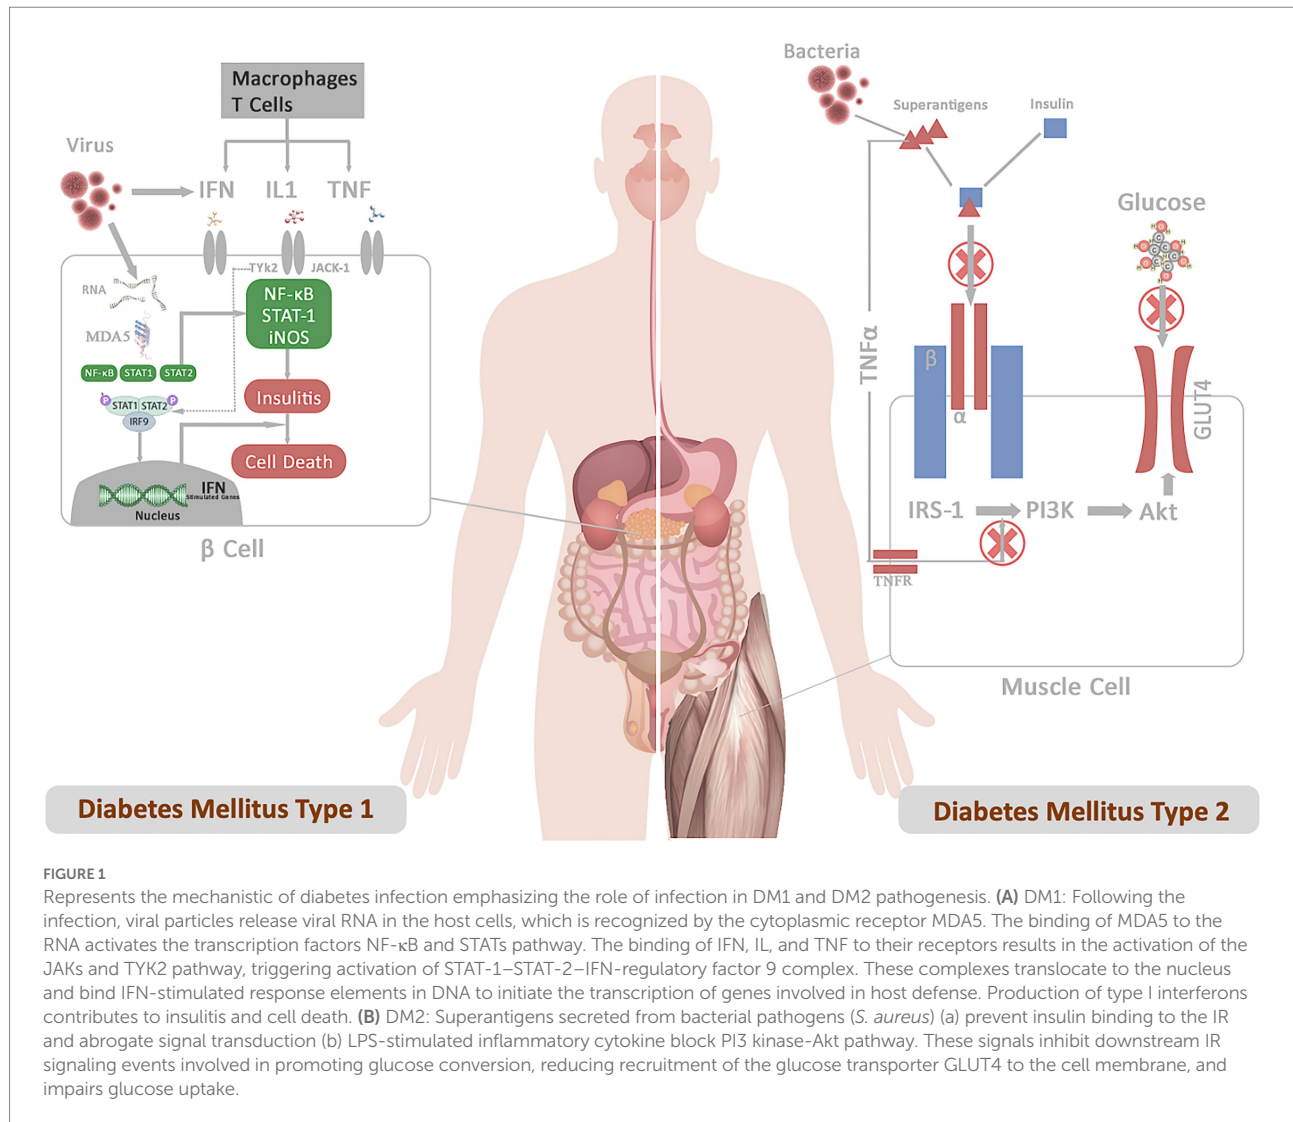 Macrophages
T Cells
Virus
IFN
IL1
TNF
TYk2
JACK-1
RNA
MDA5
NF-κB
STAT-1
iNOS
NF-κB
STAT1
STAT2
Insulitis
P
STAT1
STAT2
P
IRF9
Cell Death
IFN
Stimulated Genes
Nucleus
β Cell
Diabetes Mellitus Type 1
Bacteria
Superantigens
Insulin
Glucose
TNFα
β
α
GLUT4
IRS-1
PI3K
Akt
TNFR
Muscle Cell
Diabetes Mellitus Type 2
FIGURE 1
Represents the mechanistic of diabetes infection emphasizing the role of infection in DM1 and DM2 pathogenesis. (A) DM1: Following the
infection, viral particles release viral RNA in the host cells, which is recognized by the cytoplasmic receptor MDA5. The binding of MDA5 to the
RNA activates the transcription factors NF-κB and STATs pathway. The binding of IFN, IL, and TNF to their receptors results in the activation of the
JAKs and TYK2 pathway, triggering activation of STAT-1–STAT-2–IFN-regulatory factor 9 complex. These complexes translocate to the nucleus
and bind IFN-stimulated response elements in DNA to initiate the transcription of genes involved in host defense. Production of type I interferons
contributes to insulitis and cell death. (B) DM2: Superantigens secreted from bacterial pathogens (S. aureus) (a) prevent insulin binding to the IR
and abrogate signal transduction (b) LPS-stimulated inflammatory cytokine block PI3 kinase-Akt pathway. These signals inhibit downstream IR
signaling events involved in promoting glucose conversion, reducing recruitment of the glucose transporter GLUT4 to the cell membrane, and
impairs glucose uptake.